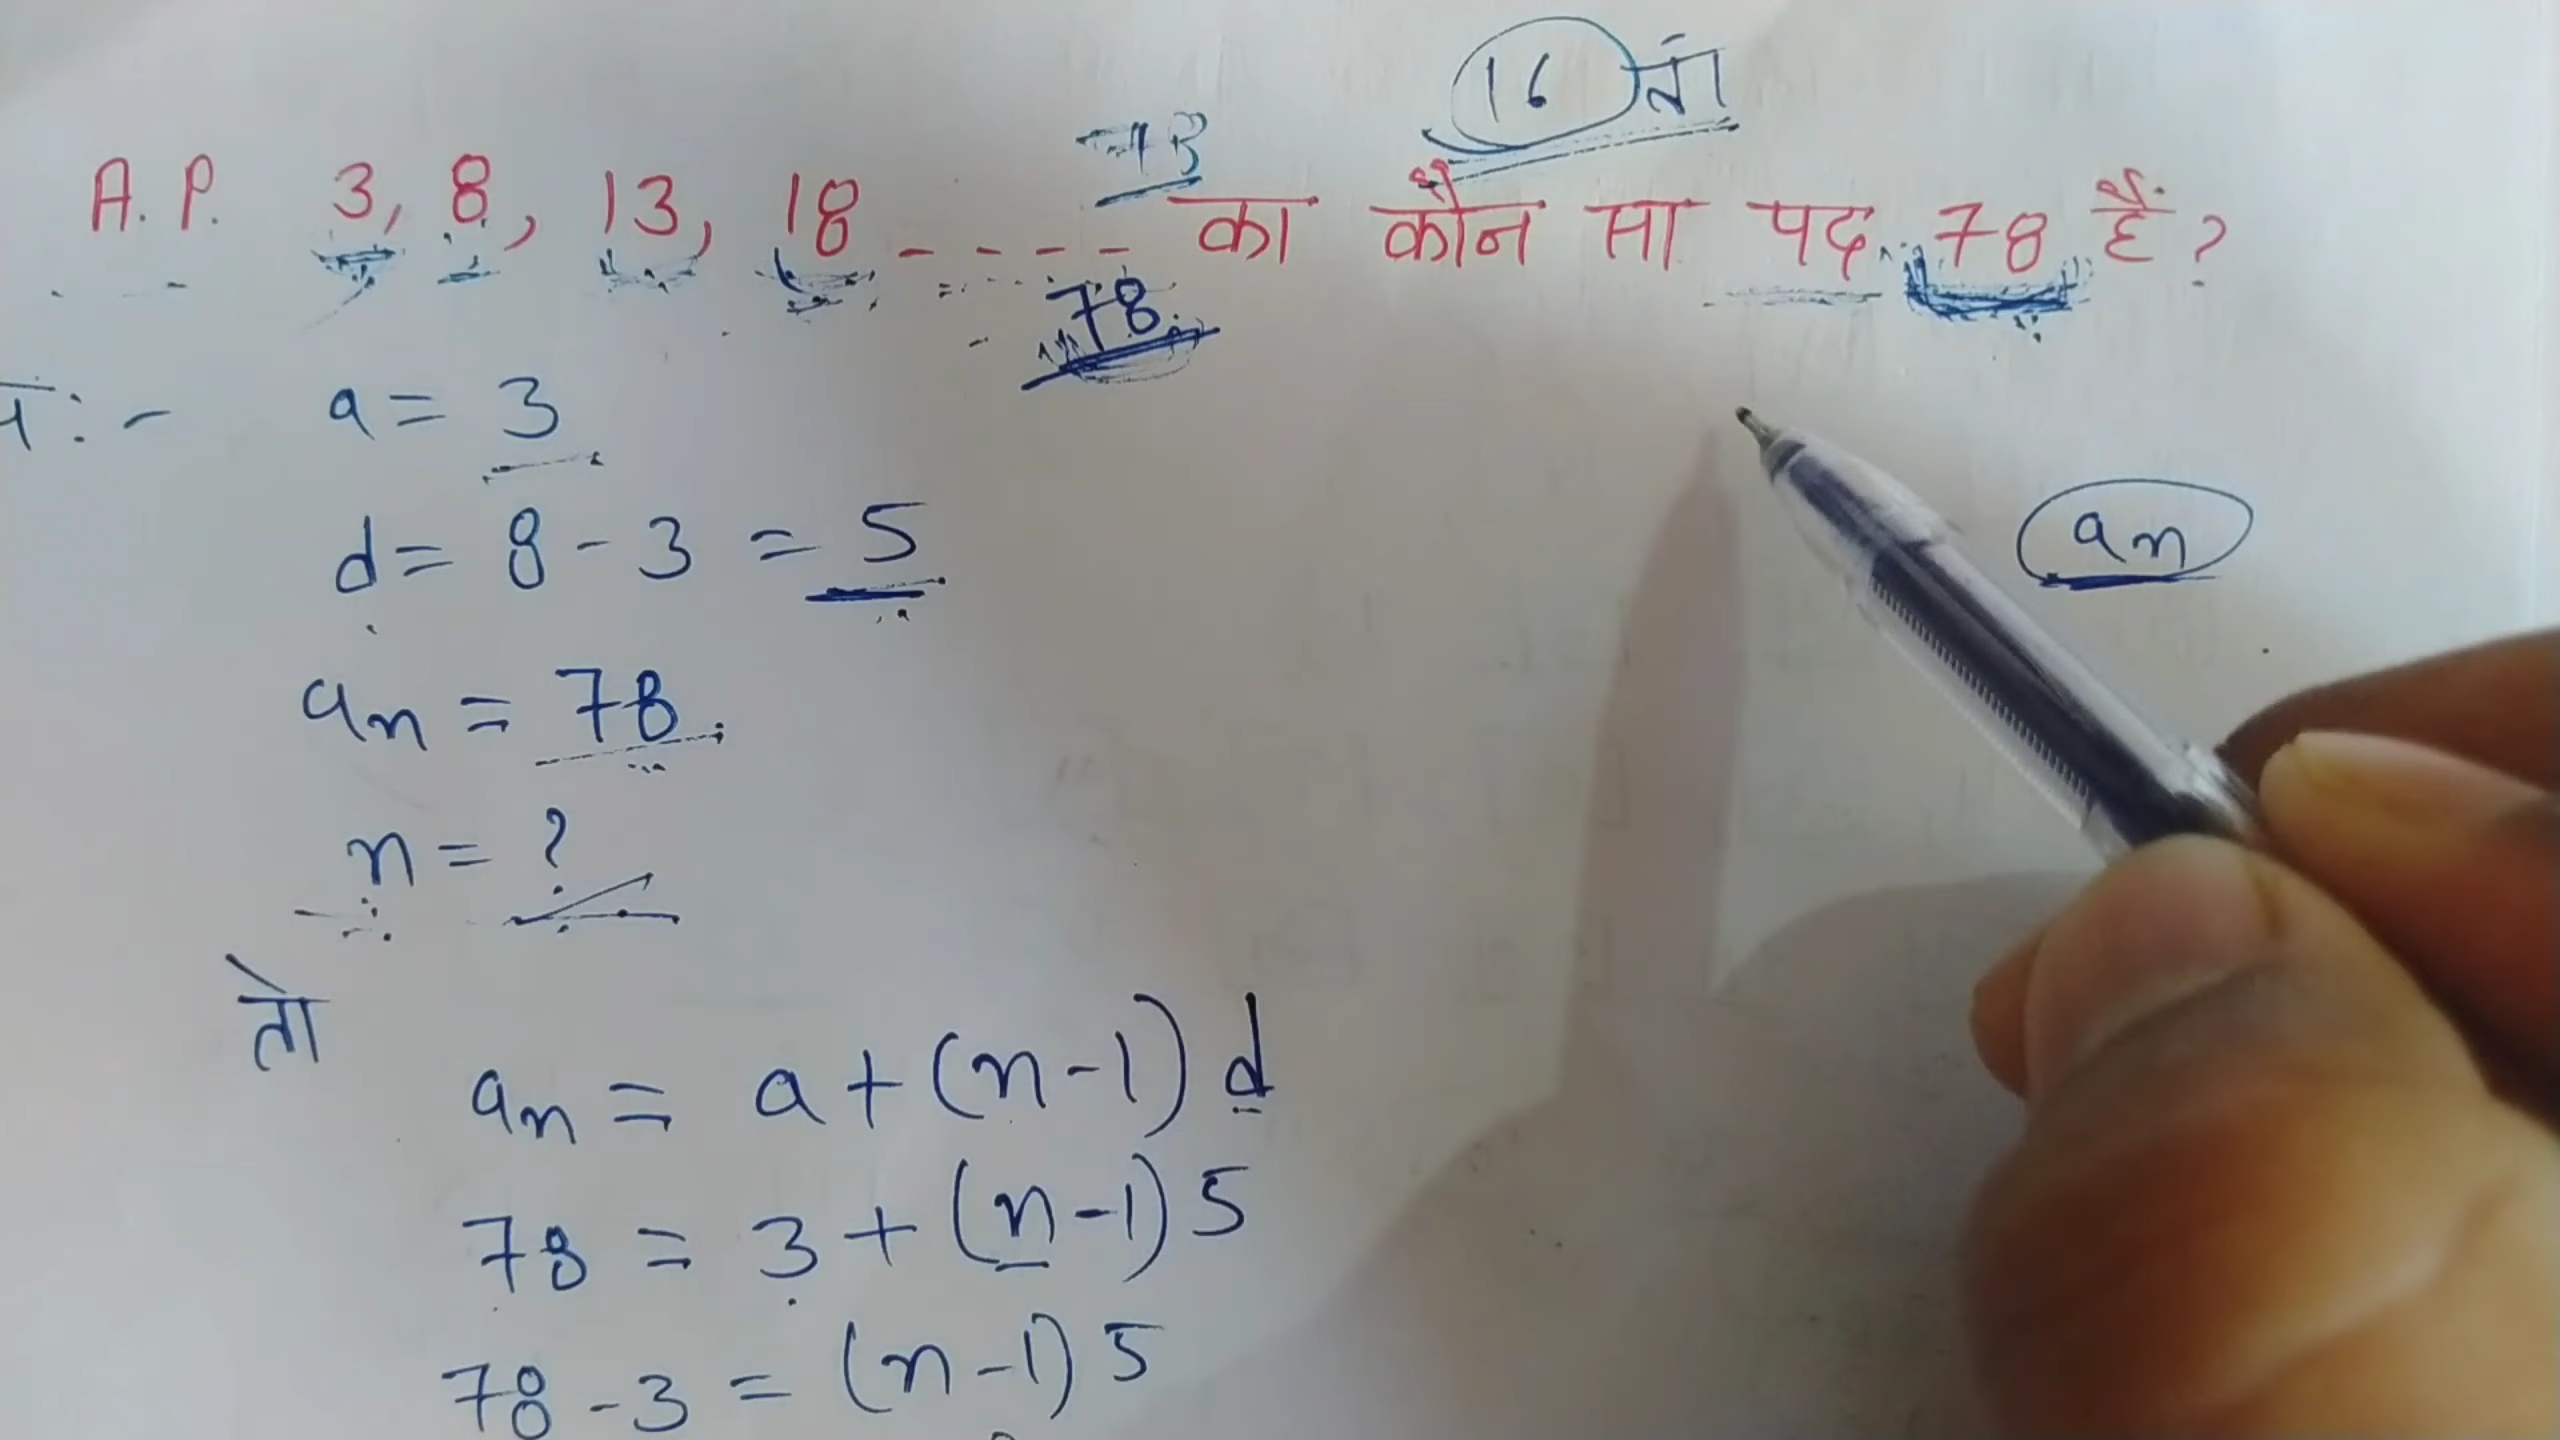 16 वां
78
A.P. 3, 8, 13, 18 - - - - का कौन सा पद 78 हैं?
78
a = 3
d = 8 - 3 = 5
an
an = 78
n = ?
तो
an = a + (n-1) d
78 = 3 + (n-1) 5
78 - 3 = (n-1) 5